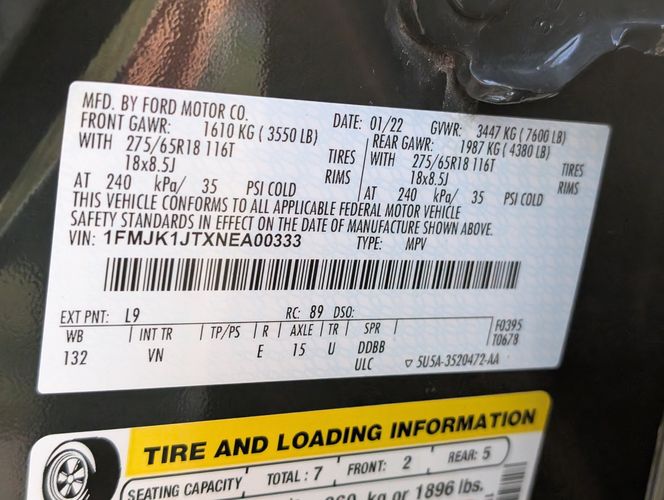 MFD. BY FORD MOTOR CO.
DATE: 01/22 GVWR: 3447 KG ( 7600 LB)
FRONT GAWR: 1610 KG ( 3550 LB)
WITH 275/65R18 116T TIRES
18x8.5J RIMS
AT 240 kPa/ 35 PSI COLD
REAR GAWR: 1987 KG ( 4380 LB)
WITH 275/65R18 116T TIRES
18x8.5J RIMS
AT 240 kPa/ 35 PSI COLD
THIS VEHICLE CONFORMS TO ALL APPLICABLE FEDERAL MOTOR VEHICLE
SAFETY STANDARDS IN EFFECT ON THE DATE OF MANUFACTURE SHOWN ABOVE.
VIN: 1FMJK1JTXNEA00333 TYPE: MPV
EXT PNT: L9 RC: 89 DSO:
WB INT TR TP/PS R AXLE TR SPR
132 VN E 15 U DDBB
ULC
F0395
T0678
5U5A-3520472-AA
TIRE AND LOADING INFORMATION
SEATING CAPACITY TOTAL : 7 FRONT: 2 REAR: 5
kg or 1896 lbs.